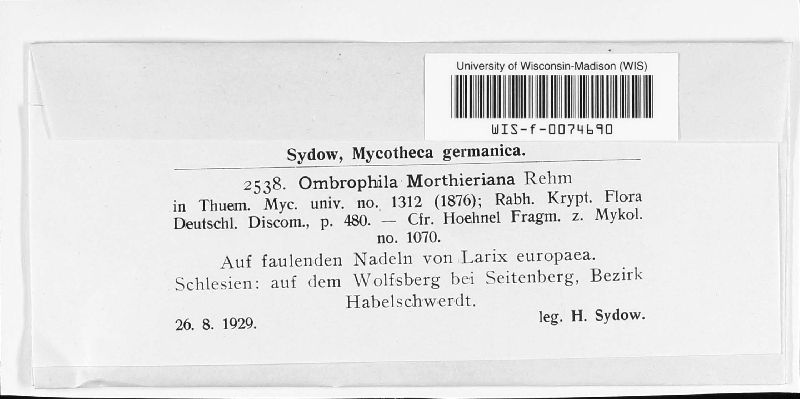 University of Wisconsin-Madison (WIS)
WIS-f-0074690
Sydow, Mycotheca germanica.
2538. Ombrophila Morthieriana Rehm
in Thuem. Myc. univ. no. 1312 (1876); Rabh. Krypt. Flora
Deutschl. Discom., p. 480. — Cfr. Hoehnel Fragm. z. Mykol.
no. 1070.
Auf faulenden Nadeln von Larix europaea.
Schlesien: auf dem Wolfsberg bei Seitenberg, Bezirk
Habelschwerdt.
26. 8. 1929. leg. H. Sydow.